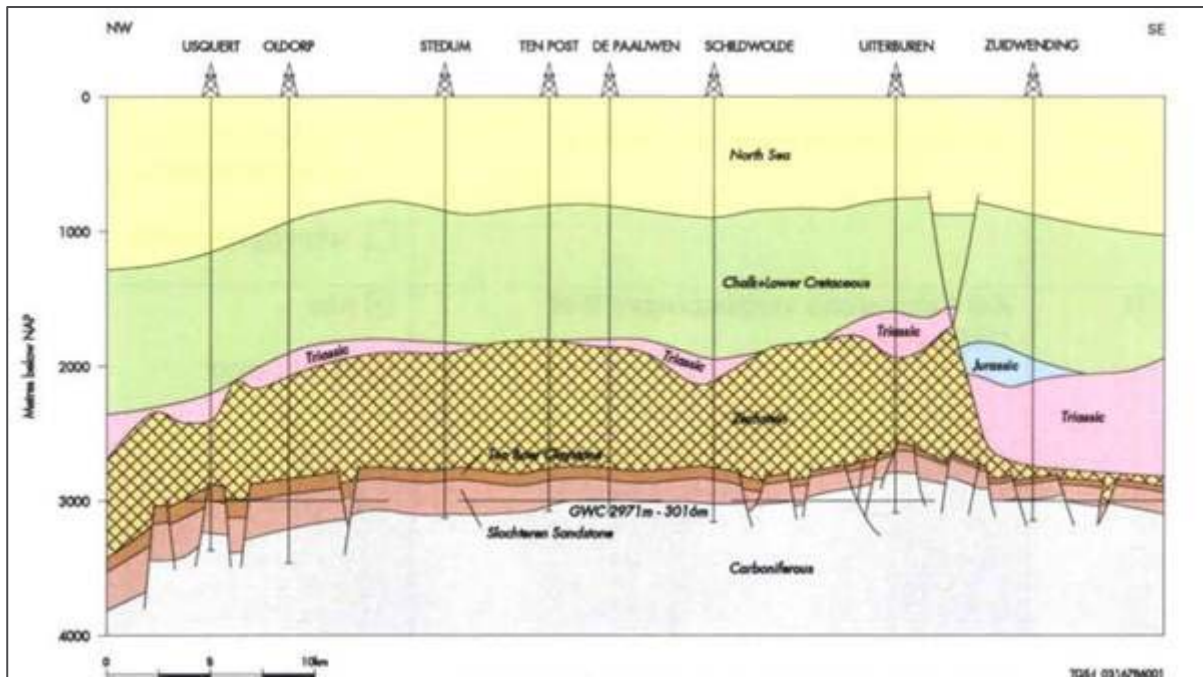 NW SE
UISQUERT OLDORP STEDUM TEN POST DE PAAUWEN SCHILDWOLDE UITERBUREN ZUIDWENDING
0
North Sea
1000
Chalk+Lower Cretaceous
Triassic
Triassic Triassic
2000
Jurassic
Metres below NAP
Zechstein
Triassic
Ten Boer Claystone
3000
GWC 2971m - 3016m
Slochteren Sandstone
Carboniferous
4000
0 5 10km